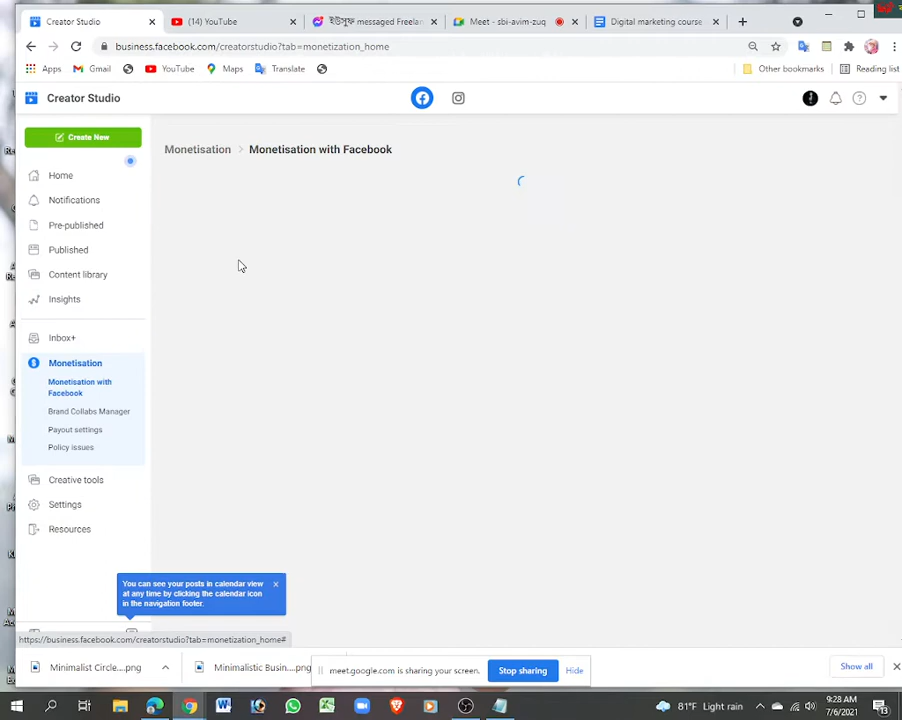 Creator Studio
(14) YouTube
ইউসুফ messaged Freelan
Meet - sbi-avim-zuq
Digital marketing course
business.facebook.com/creatorstudio?tab=monetization_home
Apps
Gmail
YouTube
Maps
Translate
Other bookmarks
Reading list
Creator Studio
Create New
Monetisation > Monetisation with Facebook
Home
Notifications
Pre-published
Published
Content library
Insights
Inbox+
Monetisation
Monetisation with
Facebook
Brand Collabs Manager
Payout settings
Policy issues
Creative tools
Settings
Resources
You can see your posts in calendar view
at any time by clicking the calendar icon
in the navigation footer.
https://business.facebook.com/creatorstudio?tab=monetization_home#
Minimalist Circle....png
Minimalistic Busin....png
meet.google.com is sharing your screen.
Stop sharing
Hide
Show all
81°F Light rain
9:28 AM
7/6/2021